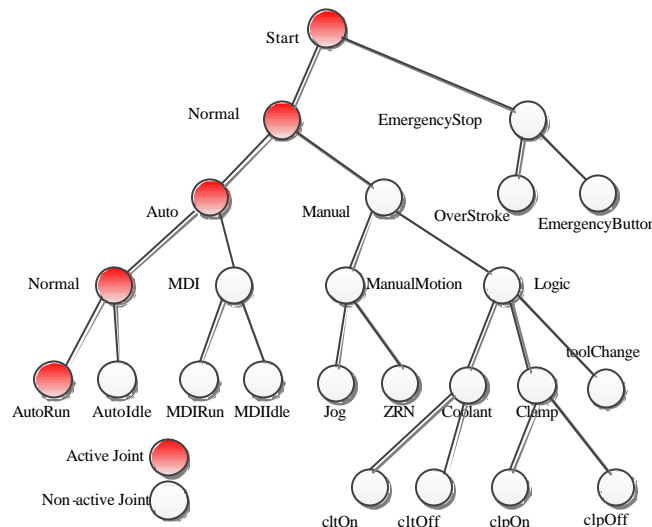 Start
Normal
EmergencyStop
Auto
Manual
OverStroke
EmergencyButton
Normal
MDI
ManualMotion
Logic
toolChange
AutoRun
AutoIdle
MDIRun
MDIIdle
Jog
ZRN
Coolant
Clamp
Active Joint
Non-active Joint
cltOn
cltOff
clpOn
clpOff